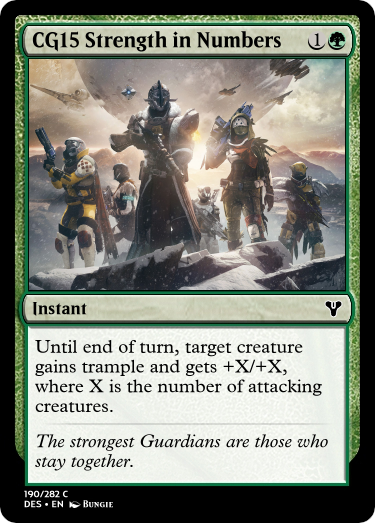 CG15 Strength in Numbers 1
Instant
Until end of turn, target creature
gains trample and gets +X/+X,
where X is the number of attacking
creatures.
The strongest Guardians are those who
stay together.
190/282 C
DES • EN Bungie